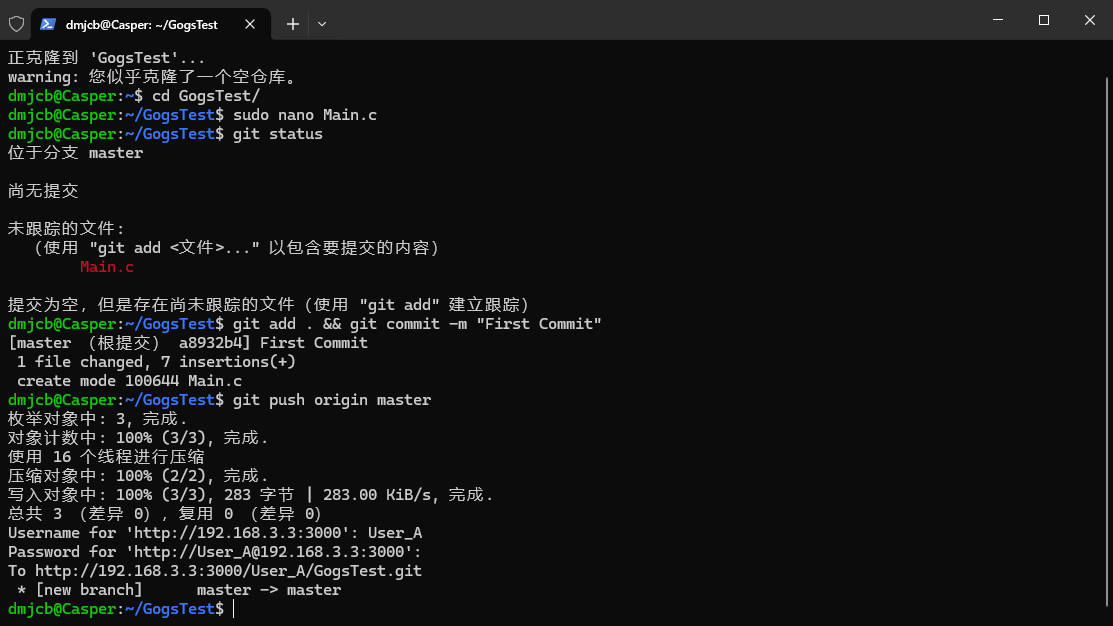 dmjcb@Casper: ~/GogsTest
正克隆到 'GogsTest'...
warning: 您似乎克隆了一个空仓库。
dmjcb@Casper:~$ cd GogsTest/
dmjcb@Casper:~/GogsTest$ sudo nano Main.c
dmjcb@Casper:~/GogsTest$ git status
位于分支 master
尚无提交
未跟踪的文件:
（使用 "git add <文件>..." 以包含要提交的内容）
Main.c
提交为空，但是存在尚未跟踪的文件（使用 "git add" 建立跟踪）
dmjcb@Casper:~/GogsTest$ git add . && git commit -m "First Commit"
[master （根提交） a8932b4] First Commit
1 file changed, 7 insertions(+)
create mode 100644 Main.c
dmjcb@Casper:~/GogsTest$ git push origin master
枚举对象中: 3, 完成.
对象计数中: 100% (3/3), 完成.
使用 16 个线程进行压缩
压缩对象中: 100% (2/2), 完成.
写入对象中: 100% (3/3), 283 字节 | 283.00 KiB/s, 完成.
总共 3 （差异 0），复用 0 （差异 0）
Username for 'http://192.168.3.3:3000': User_A
Password for 'http://User_A@192.168.3.3:3000':
To http://192.168.3.3:3000/User_A/GogsTest.git
* [new branch]      master -> master
dmjcb@Casper:~/GogsTest$